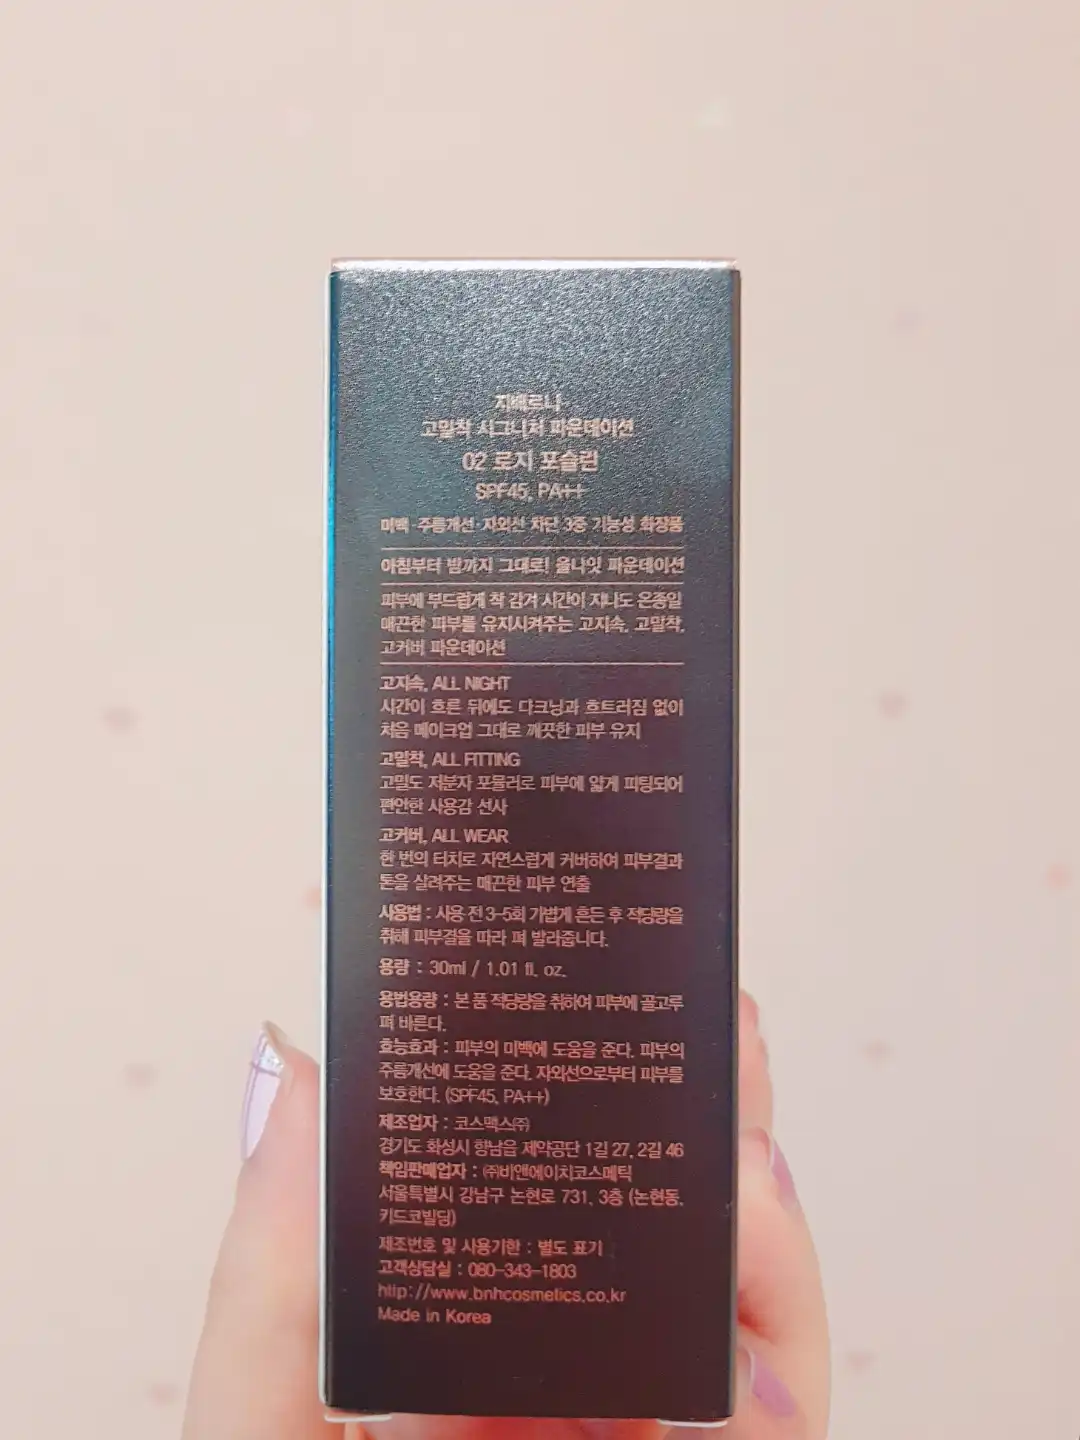 지베르니
고밀착 시그니처 파운데이션
02 로지 포슬린
SPF45, PA++
미백·주름개선·자외선 차단 3중 기능성 화장품
아침부터 밤까지 그대로! 올나잇 파운데이션
피부에 부드럽게 착 감겨 시간이 지나도 온종일
매끈한 피부를 유지시켜주는 고지속, 고밀착,
고커버 파운데이션
고지속, ALL NIGHT
시간이 흐른 뒤에도 다크닝과 흐트러짐 없이
처음 메이크업 그대로 깨끗한 피부 유지
고밀착, ALL FITTING
고밀도 저분자 포뮬러로 피부에 얇게 피팅되어
편안한 사용감 선사
고커버, ALL WEAR
한 번의 터치로 자연스럽게 커버하여 피부결과
톤을 살려주는 매끈한 피부 연출
사용법 : 사용 전 3-5회 가볍게 흔든 후 적당량을
취해 피부결을 따라 펴 발라줍니다.
용량 : 30ml / 1.01 fl. oz.
용법용량 : 본 품 적당량을 취하여 피부에 골고루
펴 바른다.
효능효과 : 피부의 미백에 도움을 준다. 피부의
주름개선에 도움을 준다. 자외선으로부터 피부를
보호한다. (SPF45, PA++)
제조업자 : 코스맥스㈜
경기도 화성시 향남읍 제약공단 1길 27, 2길 46
책임판매업자 : ㈜비앤에이치코스메틱
서울특별시 강남구 논현로 731, 3층 (논현동,
키드코빌딩)
제조번호 및 사용기한 : 별도 표기
고객상담실 : 080-343-1803
http://www.bnhcosmetics.co.kr
Made in Korea